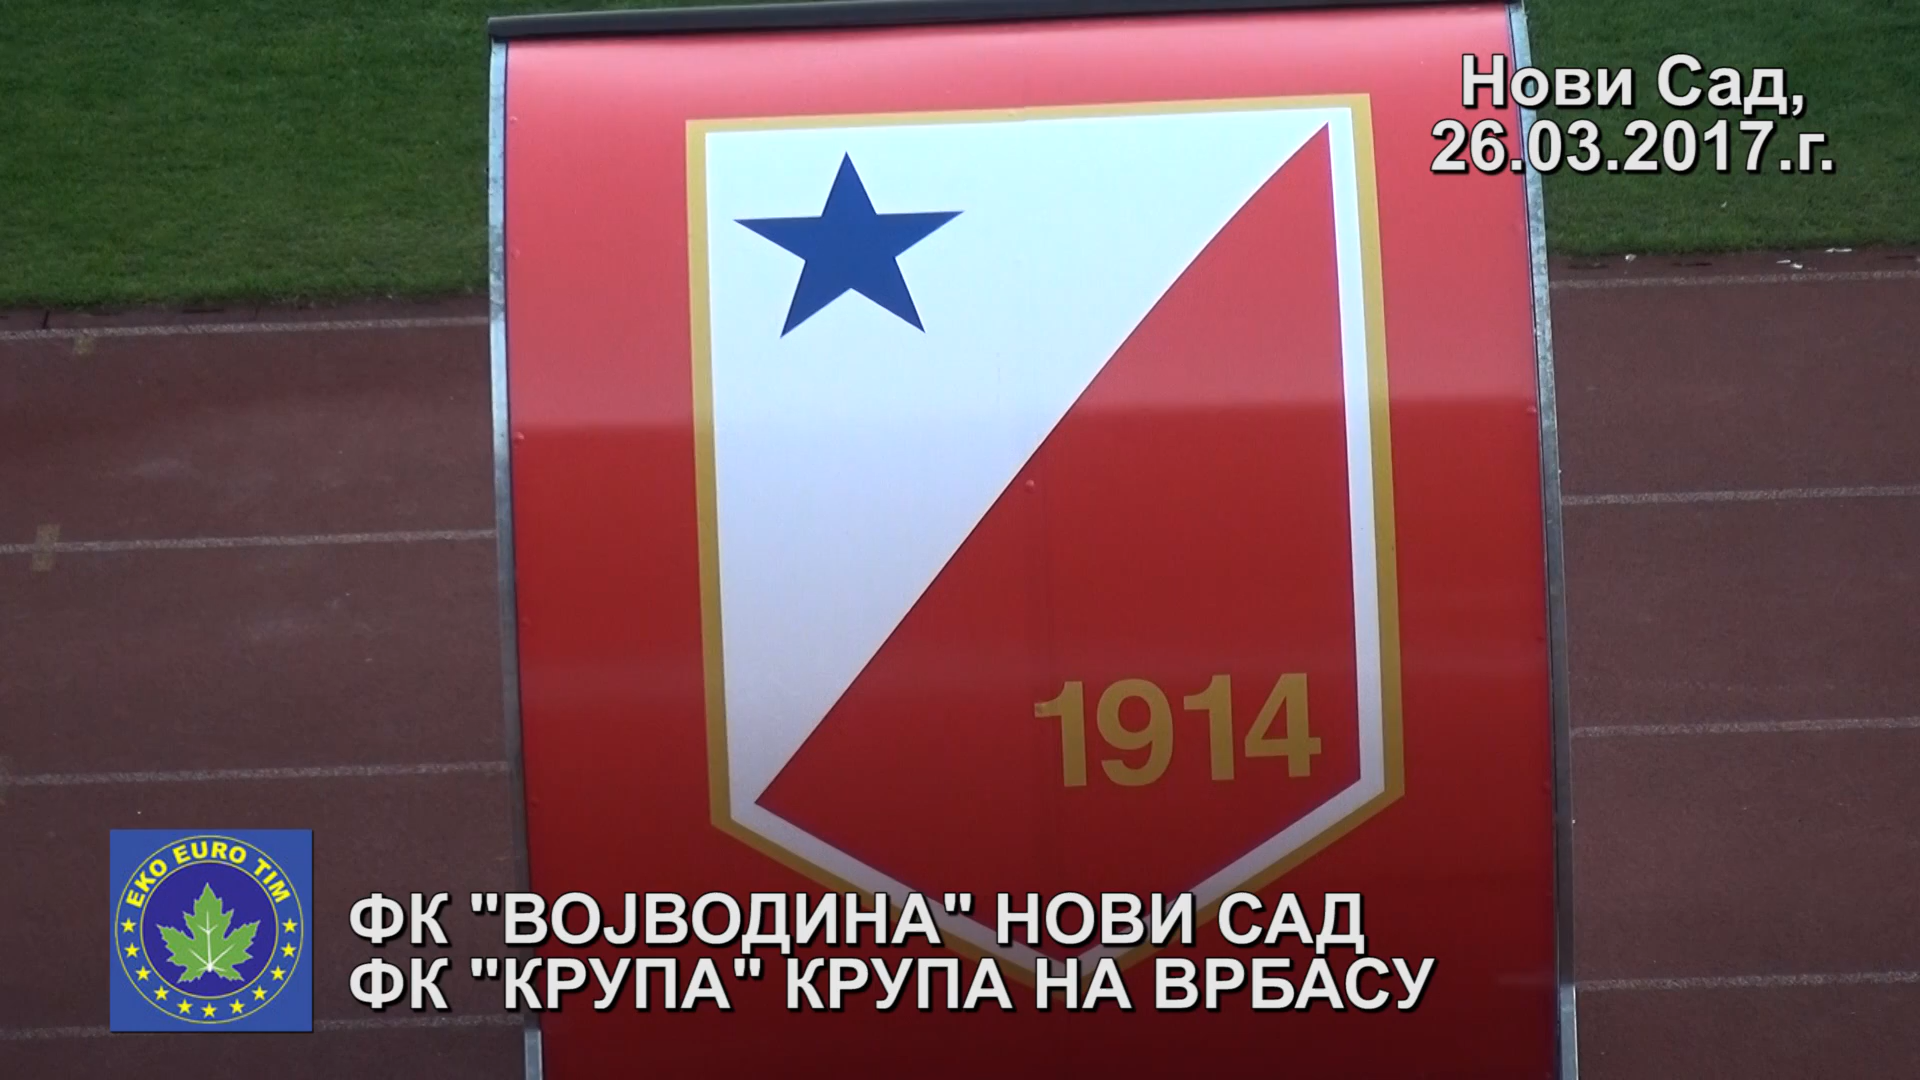 Нови Сад,
26.03.2017.г.
1914
EKO EURO TIM
ФК "ВОЈВОДИНА" НОВИ САД
ФК "КРУПА" КРУПА НА ВРБАСУ